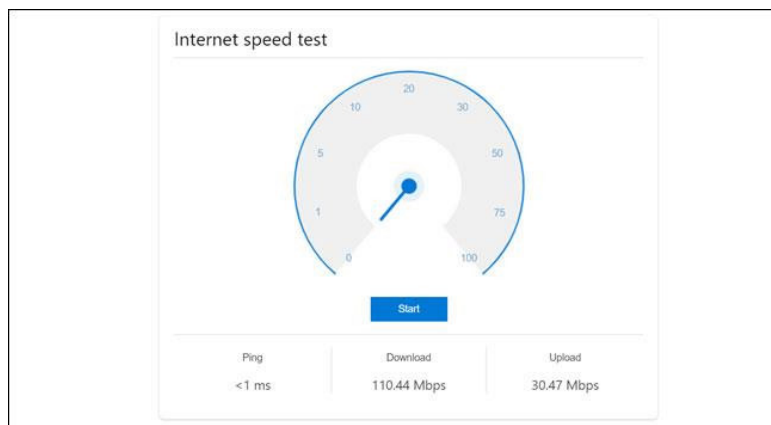 Internet speed test
20
10
30
5
50
1
75
0
100
Start
Ping
Download
Upload
<1 ms
110.44 Mbps
30.47 Mbps